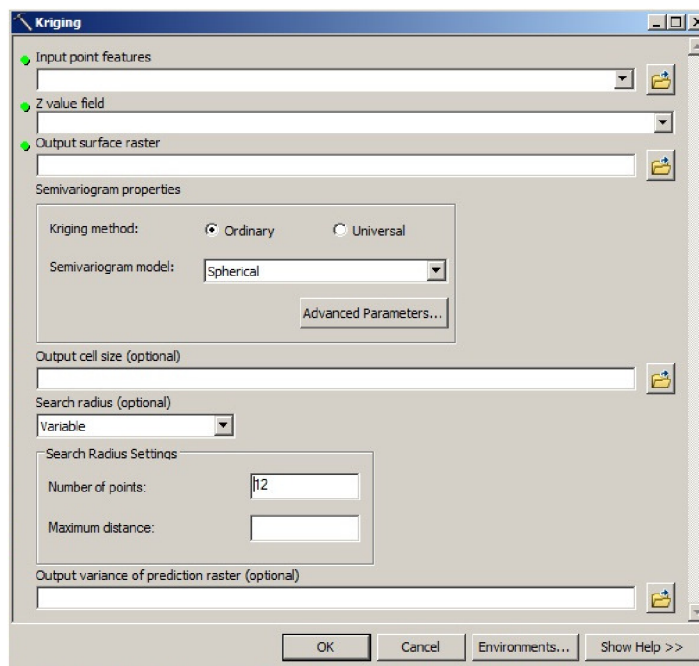 Kriging
Input point features
Z value field
Output surface raster
Semivariogram properties
Kriging method:
Ordinary
Universal
Semivariogram model:
Spherical
Advanced Parameters...
Output cell size (optional)
Search radius (optional)
Variable
Search Radius Settings
Number of points:
12
Maximum distance:
Output variance of prediction raster (optional)
OK
Cancel
Environments...
Show Help >>